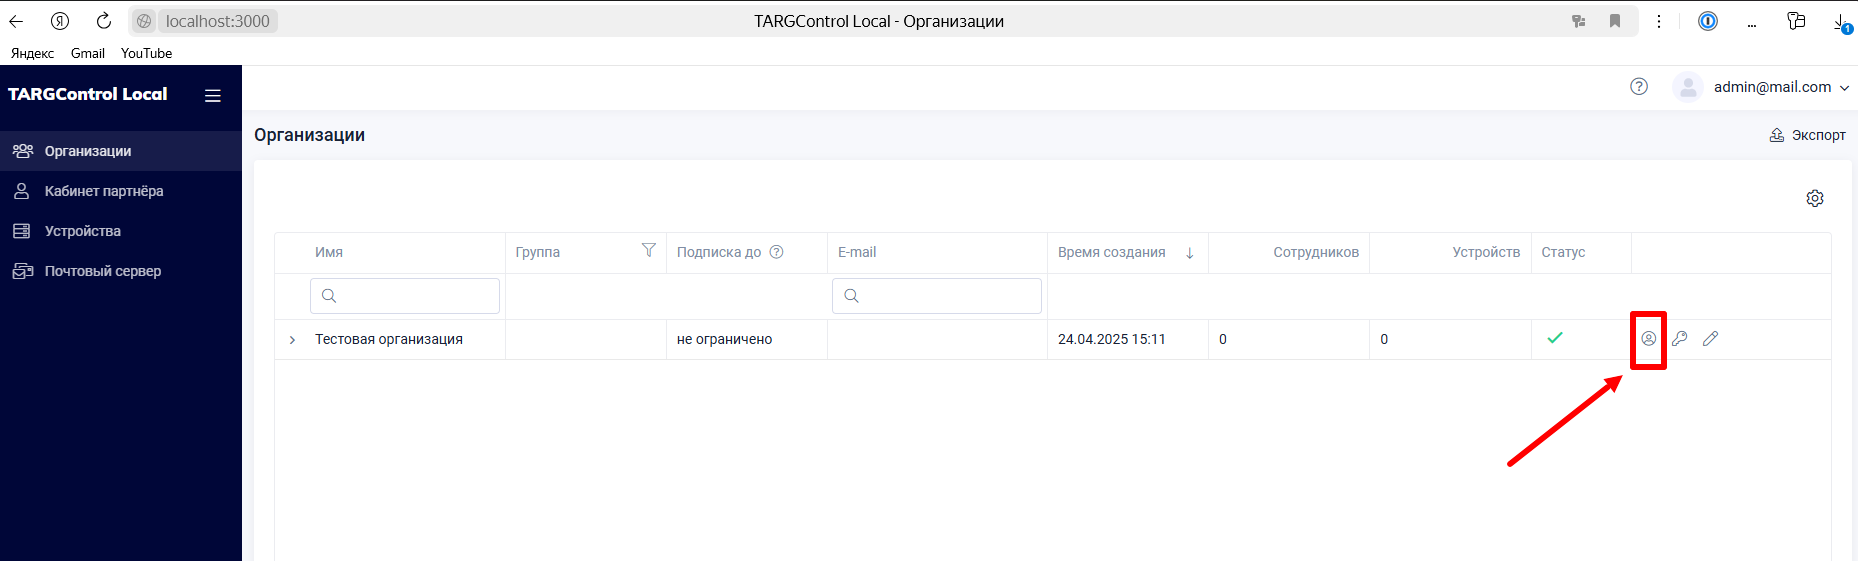 localhost:3000
TARGControl Local - Организации
...
1
Яндекс Gmail YouTube
TARGControl Local
admin@mail.com
Организации
Кабинет партнёра
Устройства
Почтовый сервер
Организации
Экспорт
Имя Группа Подписка до ? E-mail Время создания Сотрудников Устройств Статус
Тестовая организация не ограничено 24.04.2025 15:11 0 0